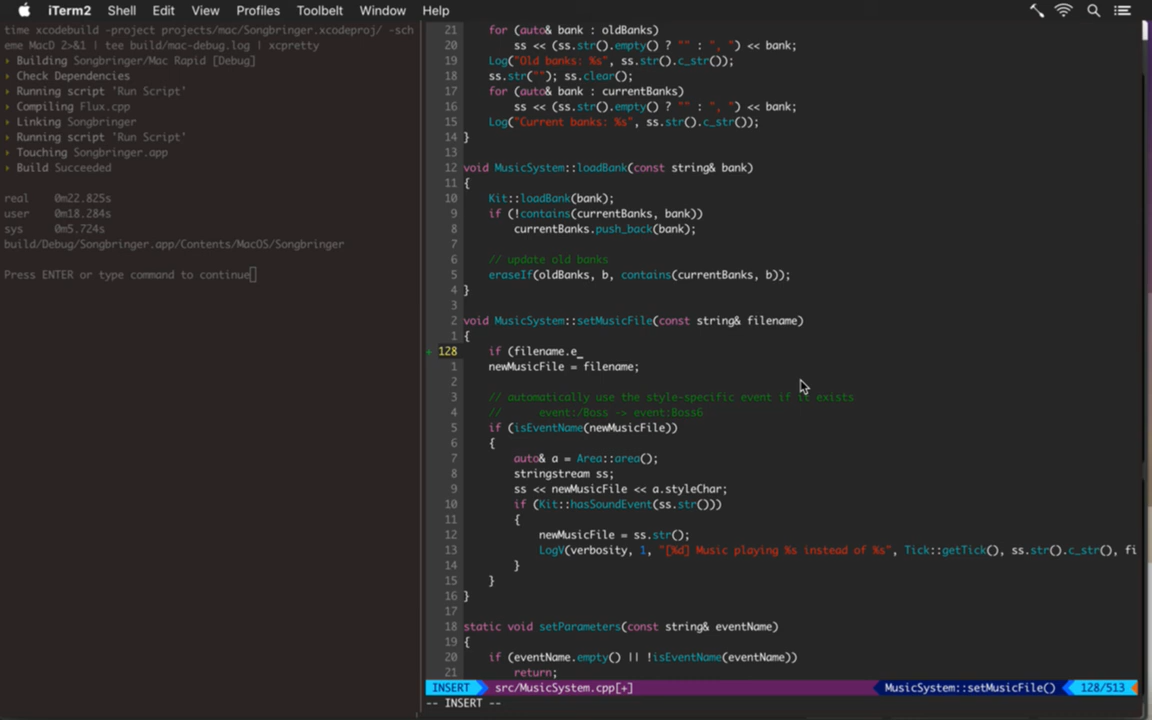 iTerm2 Shell Edit View Profiles Toolbelt Window Help
time xcodebuild -project projects/mac/Songbringer.xcodeproj/ -sch
eme MacD 2>&1 | tee build/mac-debug.log | xcpretty
▸ Building Songbringer/Mac Rapid [Debug]
▸ Check Dependencies
▸ Running script 'Run Script'
▸ Compiling Flux.cpp
▸ Linking Songbringer
▸ Running script 'Run Script'
▸ Touching Songbringer.app
▸ Build Succeeded
real 0m22.825s
user 0m18.284s
sys 0m5.724s
build/Debug/Songbringer.app/Contents/MacOS/Songbringer
Press ENTER or type command to continue
21 for (auto& bank : oldBanks)
20 ss << (ss.str().empty() ? "" : ", ") << bank;
19 Log("Old banks: %s", ss.str().c_str());
18 ss.str(""); ss.clear();
17 for (auto& bank : currentBanks)
16 ss << (ss.str().empty() ? "" : ", ") << bank;
15 Log("Current banks: %s", ss.str().c_str());
14 }
13
12 void MusicSystem::loadBank(const string& bank)
11 {
10 Kit::loadBank(bank);
9 if (!contains(currentBanks, bank))
8 currentBanks.push_back(bank);
7
6 // update old banks
5 eraseIf(oldBanks, b, contains(currentBanks, b));
4 }
3
2 void MusicSystem::setMusicFile(const string& filename)
1 {
+ 128 if (filename.e_
1 newMusicFile = filename;
2
3 // automatically use the style-specific event if it exists
4 // event:/Boss -> event:Boss6
5 if (isEventName(newMusicFile))
6 {
7 auto& a = Area::area();
8 stringstream ss;
9 ss << newMusicFile << a.styleChar;
10 if (Kit::hasSoundEvent(ss.str()))
11 {
12 newMusicFile = ss.str();
13 LogV(verbosity, 1, "[%d] Music playing %s instead of %s", Tick::getTick(), ss.str().c_str(), fi
14 }
15 }
16 }
17
18 static void setParameters(const string& eventName)
19 {
20 if (eventName.empty() || !isEventName(eventName))
21 return;
INSERT src/MusicSystem.cpp[+] MusicSystem::setMusicFile() 128/513
-- INSERT --